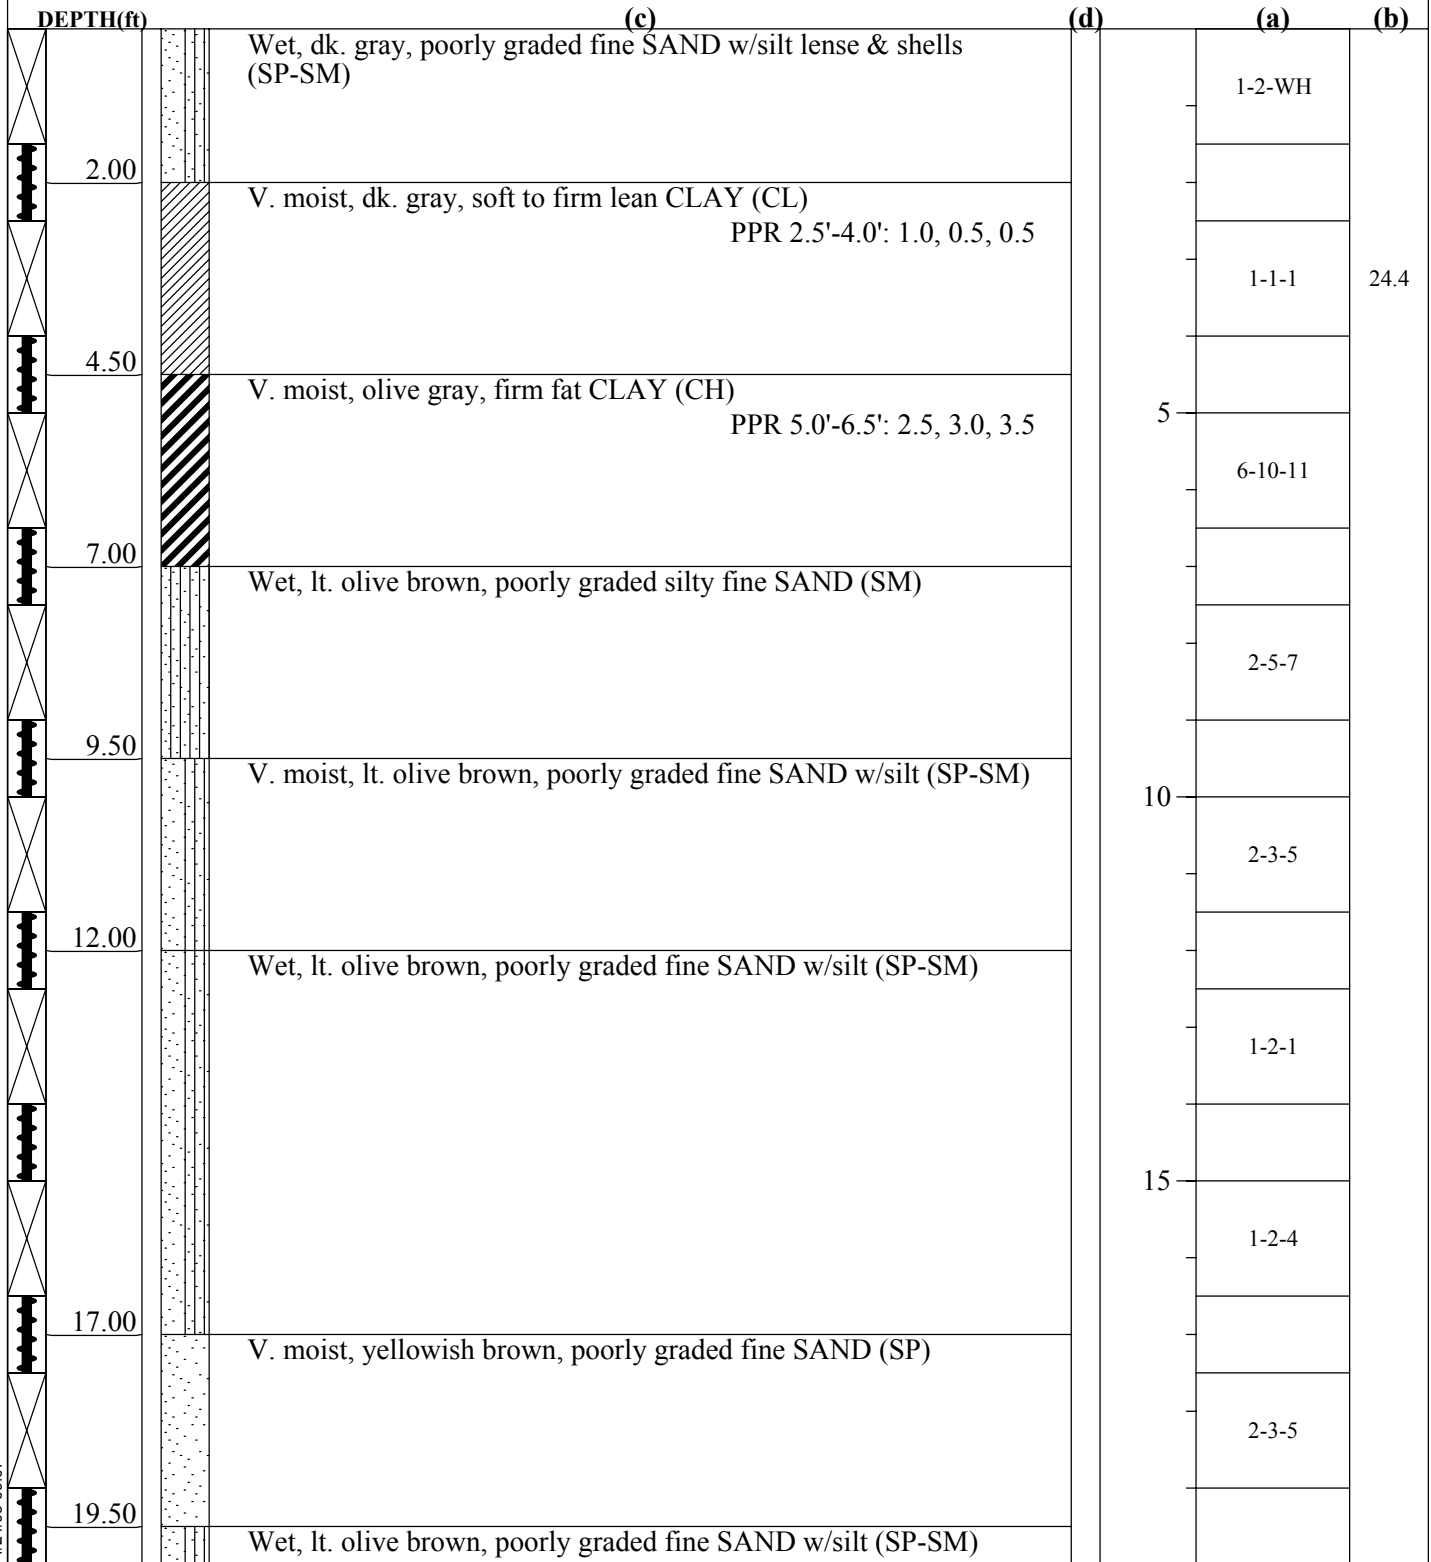 DEPTH(ft) (c) (d) (a) (b)
Wet, dk. gray, poorly graded fine SAND w/silt lense & shells
(SP-SM)
1-2-WH
2.00
V. moist, dk. gray, soft to firm lean CLAY (CL)
PPR 2.5'-4.0': 1.0, 0.5, 0.5
1-1-1 24.4
4.50
V. moist, olive gray, firm fat CLAY (CH)
5
PPR 5.0'-6.5': 2.5, 3.0, 3.5
6-10-11
7.00
Wet, lt. olive brown, poorly graded silty fine SAND (SM)
2-5-7
9.50
V. moist, lt. olive brown, poorly graded fine SAND w/silt (SP-SM)
10
2-3-5
12.00
Wet, lt. olive brown, poorly graded fine SAND w/silt (SP-SM)
1-2-1
15
1-2-4
17.00
V. moist, yellowish brown, poorly graded fine SAND (SP)
2-3-5
19.50
Wet, lt. olive brown, poorly graded fine SAND w/silt (SP-SM)